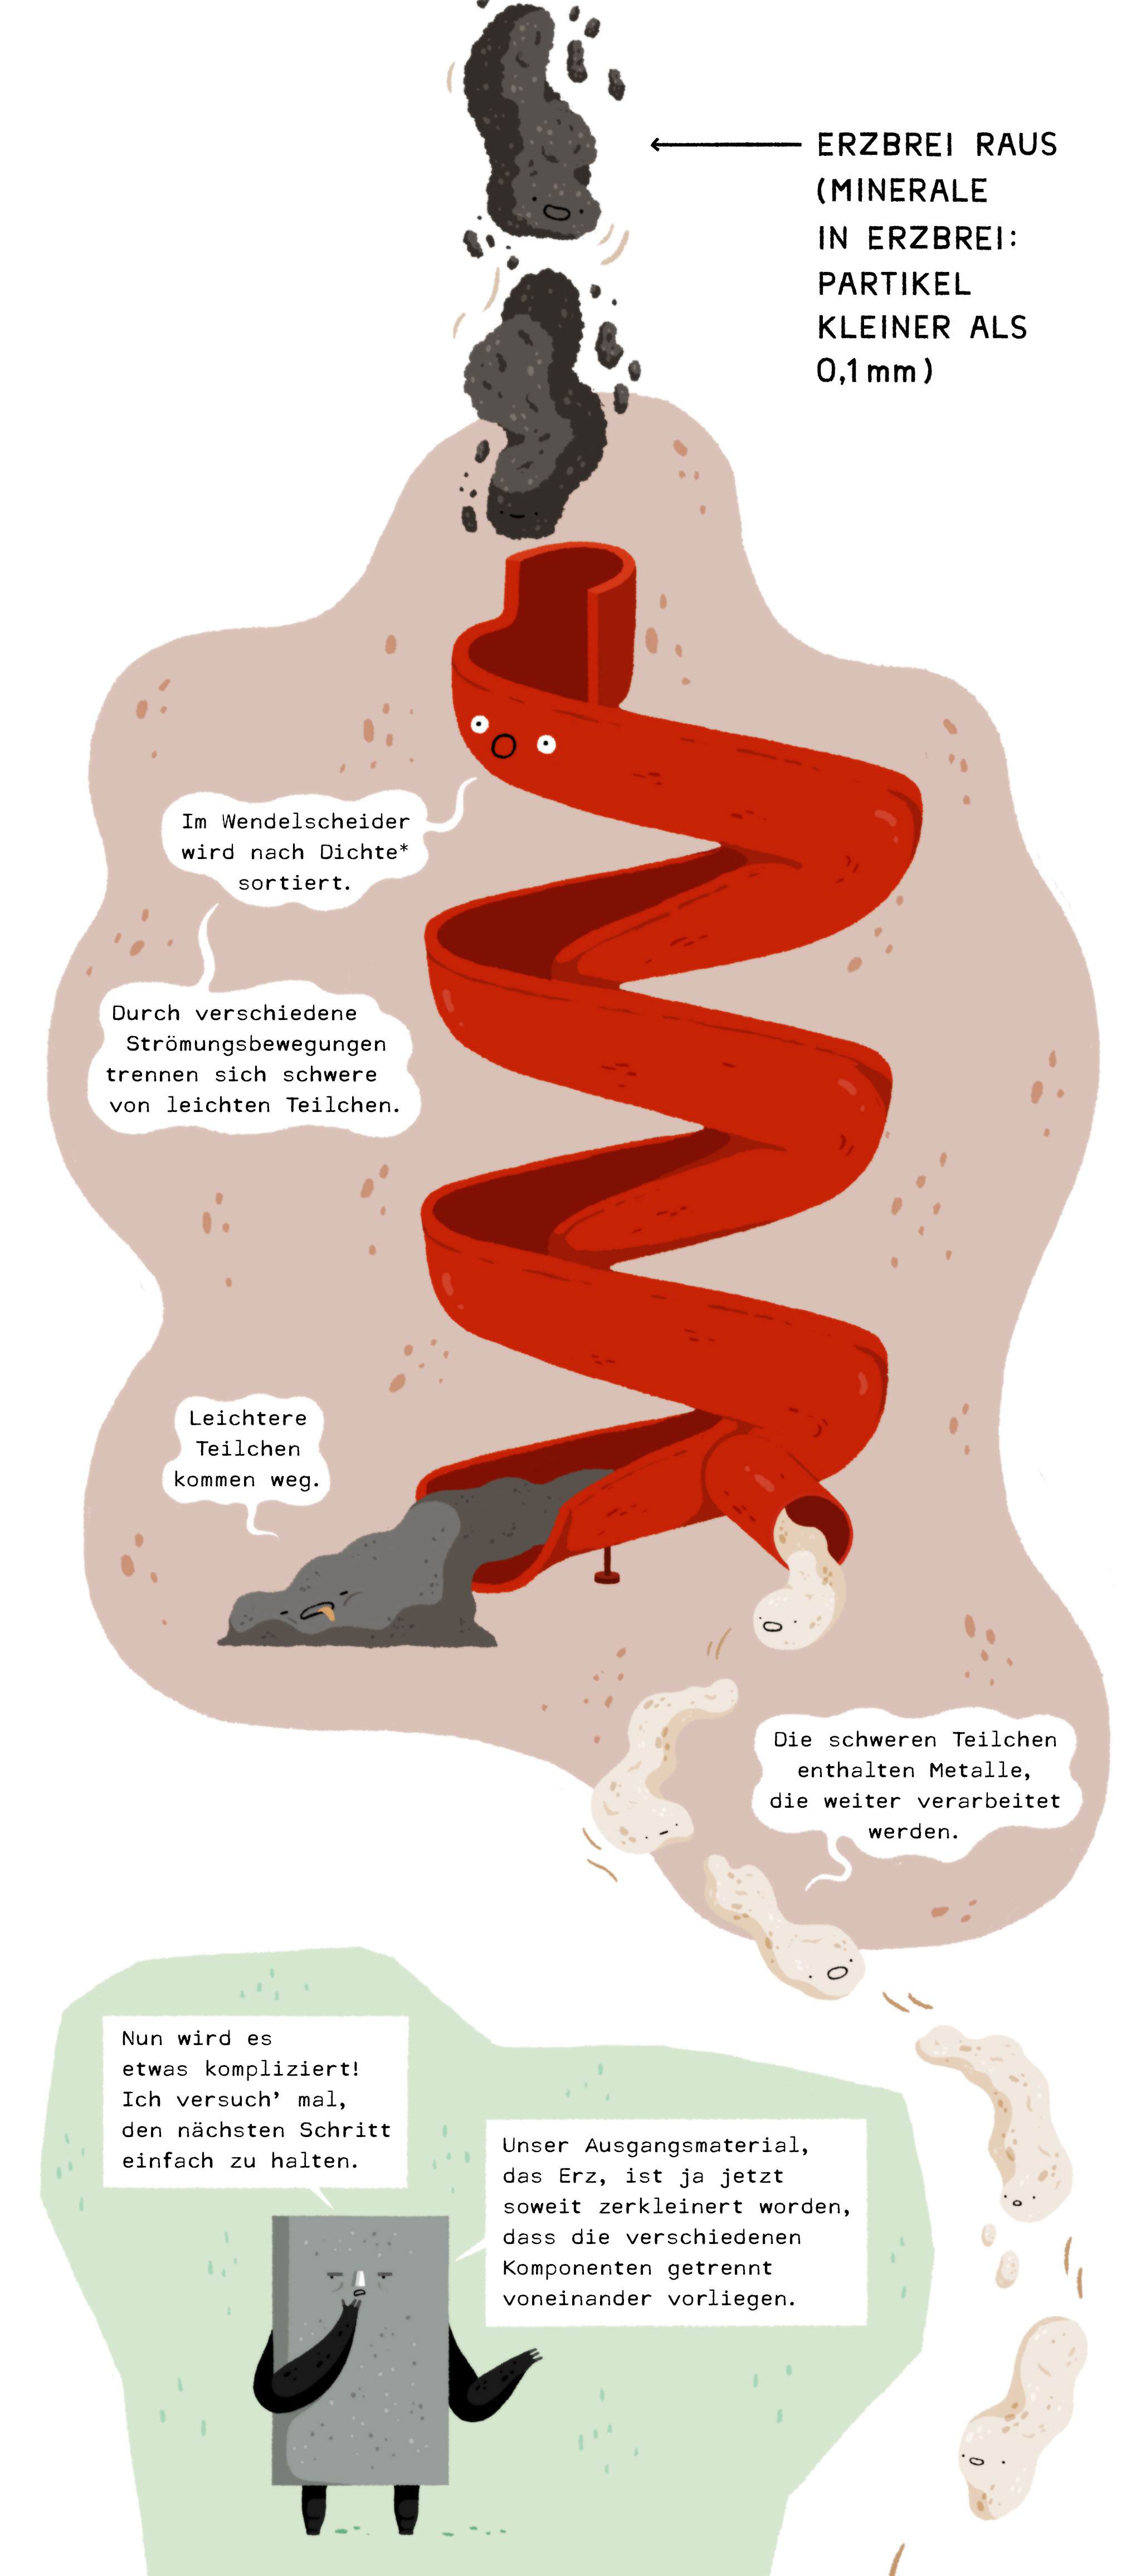 ERZBREI RAUS
(MINERALE
IN ERZBREI:
PARTIKEL
KLEINER ALS
0,1 mm)
Im Wendelscheider
wird nach Dichte*
sortiert.
Durch verschiedene
Strömungsbewegungen
trennen sich schwere
von leichten Teilchen.
Leichtere
Teilchen
kommen weg.
Die schweren Teilchen
enthalten Metalle,
die weiter verarbeitet
werden.
Nun wird es
etwas kompliziert!
Ich versuch’ mal,
den nächsten Schritt
einfach zu halten.
Unser Ausgangsmaterial,
das Erz, ist ja jetzt
soweit zerkleinert worden,
dass die verschiedenen
Komponenten getrennt
voneinander vorliegen.